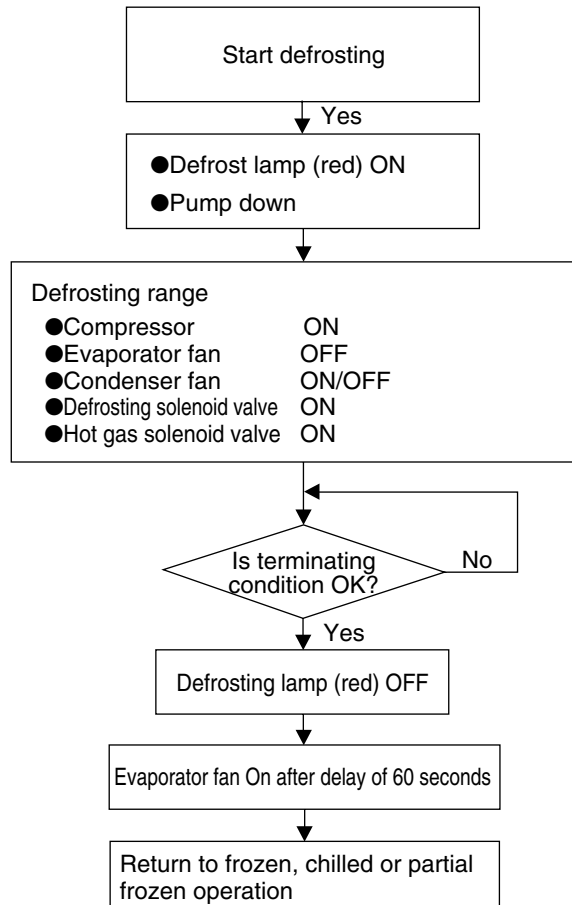 Start defrosting
Yes
●Defrost lamp (red) ON
●Pump down
Defrosting range
●Compressor ON
●Evaporator fan OFF
●Condenser fan ON/OFF
●Defrosting solenoid valve ON
●Hot gas solenoid valve ON
Is terminating
condition OK?
No
Yes
Defrosting lamp (red) OFF
Evaporator fan On after delay of 60 seconds
Return to frozen, chilled or partial
frozen operation